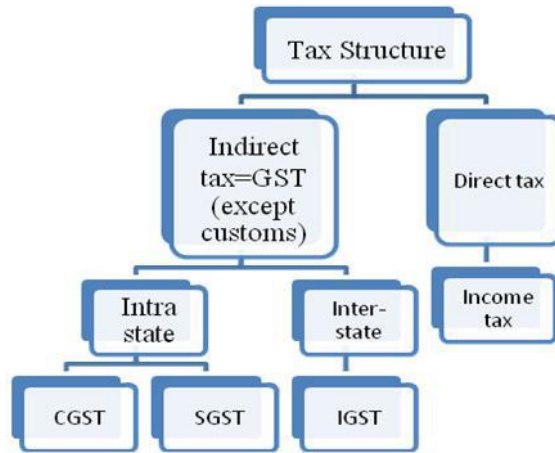 Tax Structure
Indirect
tax=GST
(except
customs)
Direct tax
Intra
state
Inter-
state
Income
tax
CGST
SGST
IGST